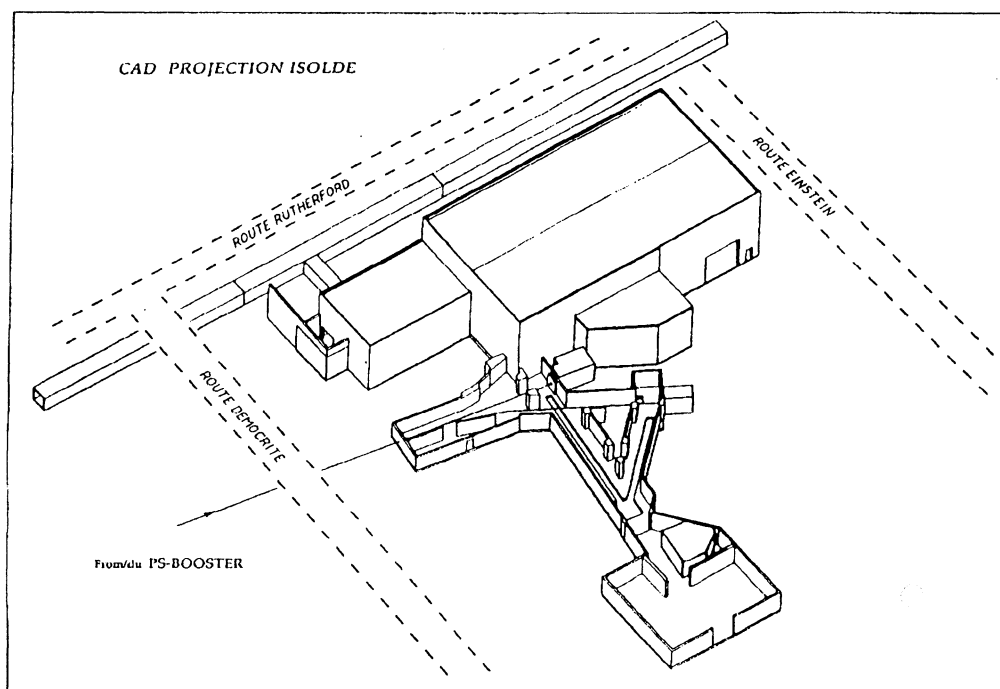 CAD PROJECTION ISOLDE
ROUTE RUTHERFORD
ROUTE EINSTEIN
ROUTE DEMOCRITE
From/du PS-BOOSTER